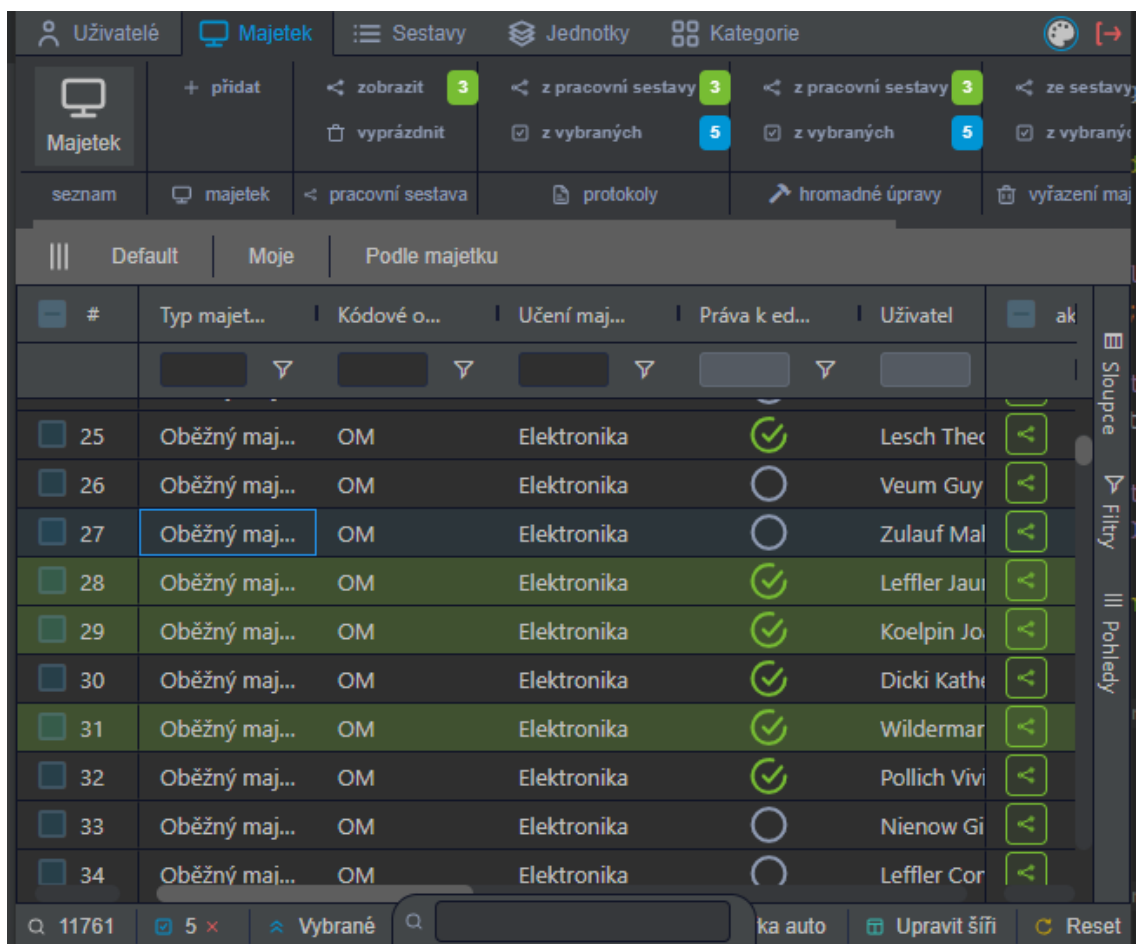 Uživatelé Majetek Sestavy Jednotky Kategorie
+ přidat zobrazit 3 z pracovní sestavy 3 z pracovní sestavy 3 ze sestavy
Majetek vyprázdnit z vybraných 5 z vybraných 5 z vybraných
seznam majetek pracovní sestava protokoly hromadné úpravy vyřazení maj
Default Moje Podle majetku
# Typ majet... Kódové o... Učení maj... Práva k ed... Uživatel ak
25 Oběžný maj... OM Elektronika Lesch Theo
26 Oběžný maj... OM Elektronika Veum Guy
27 Oběžný maj... OM Elektronika Zulauf Mal
28 Oběžný maj... OM Elektronika Leffler Jau
29 Oběžný maj... OM Elektronika Koelpin Jo
30 Oběžný maj... OM Elektronika Dicki Kathe
31 Oběžný maj... OM Elektronika Wilderman
32 Oběžný maj... OM Elektronika Pollich Vivi
33 Oběžný maj... OM Elektronika Nienow Gi
34 Oběžný maj... OM Elektronika Leffler Cor
Sloupce
Filtry
Pohledy
11761 5 × Vybrané ka auto Upravit šíři Reset